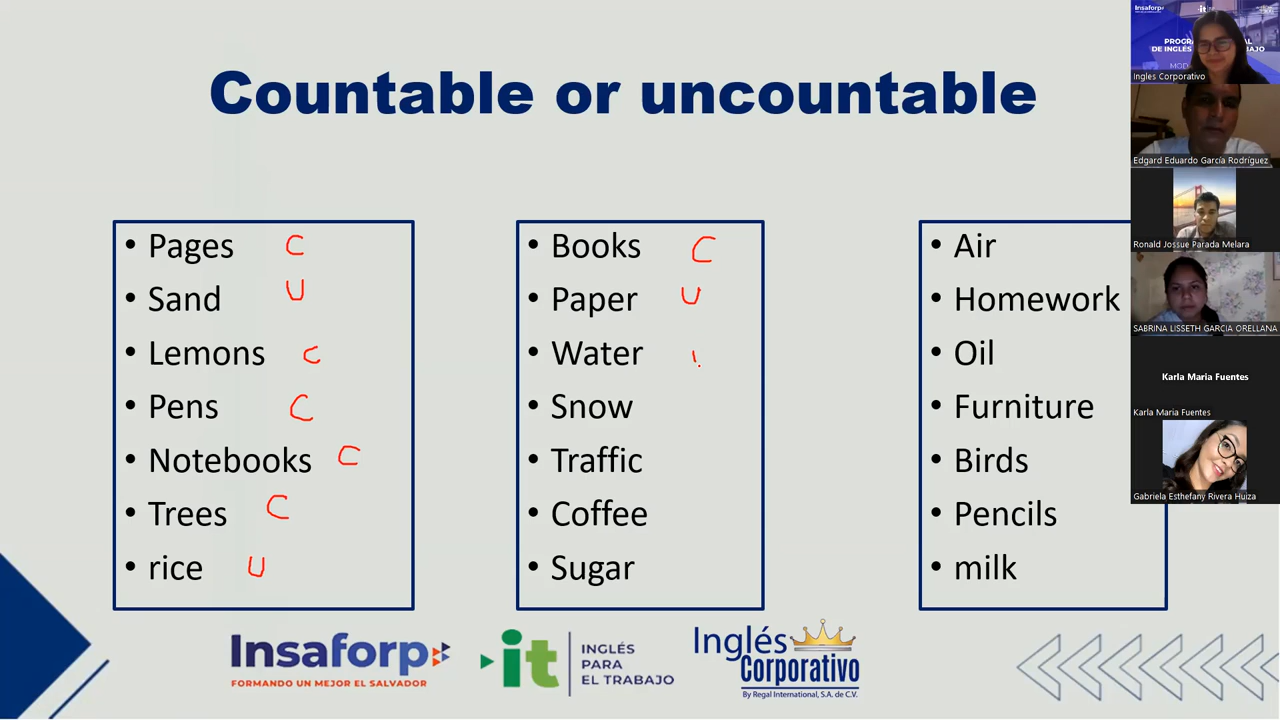 Countable or uncountable
• Pages C
• Sand U
• Lemons C
• Pens C
• Notebooks C
• Trees C
• rice U
• Books C
• Paper U
• Water
• Snow
• Traffic
• Coffee
• Sugar
• Air
• Homework
• Oil
• Furniture
• Birds
• Pencils
• milk
Insaforp
FORMANDO UN MEJOR EL SALVADOR
it
INGLÉS
PARA
EL TRABAJO
Inglés
Corporativo
By Regal International, S.A. de C.V.
Insaforp
it
Ingles Corporativo
Edgard Eduardo García Rodríguez
Ronald Jossue Parada Melara
SABRINA LISSETH GARCIA ORELLANA
Karla Maria Fuentes
Karla Maria Fuentes
Gabriela Esthefany Rivera Huiza